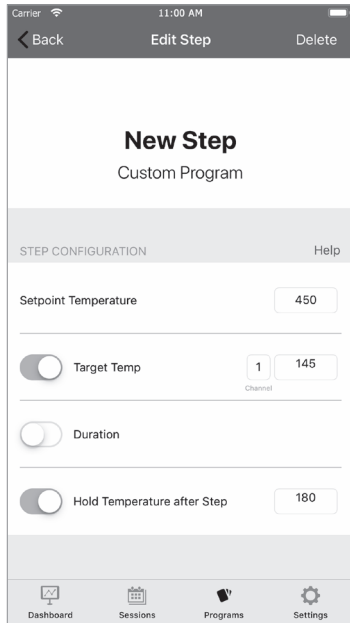 Carrier 11:00 AM
Back Edit Step Delete
New Step
Custom Program
STEP CONFIGURATION Help
Setpoint Temperature 450
Target Temp 1 145
Channel
Duration
Hold Temperature after Step 180
Dashboard Sessions Programs Settings